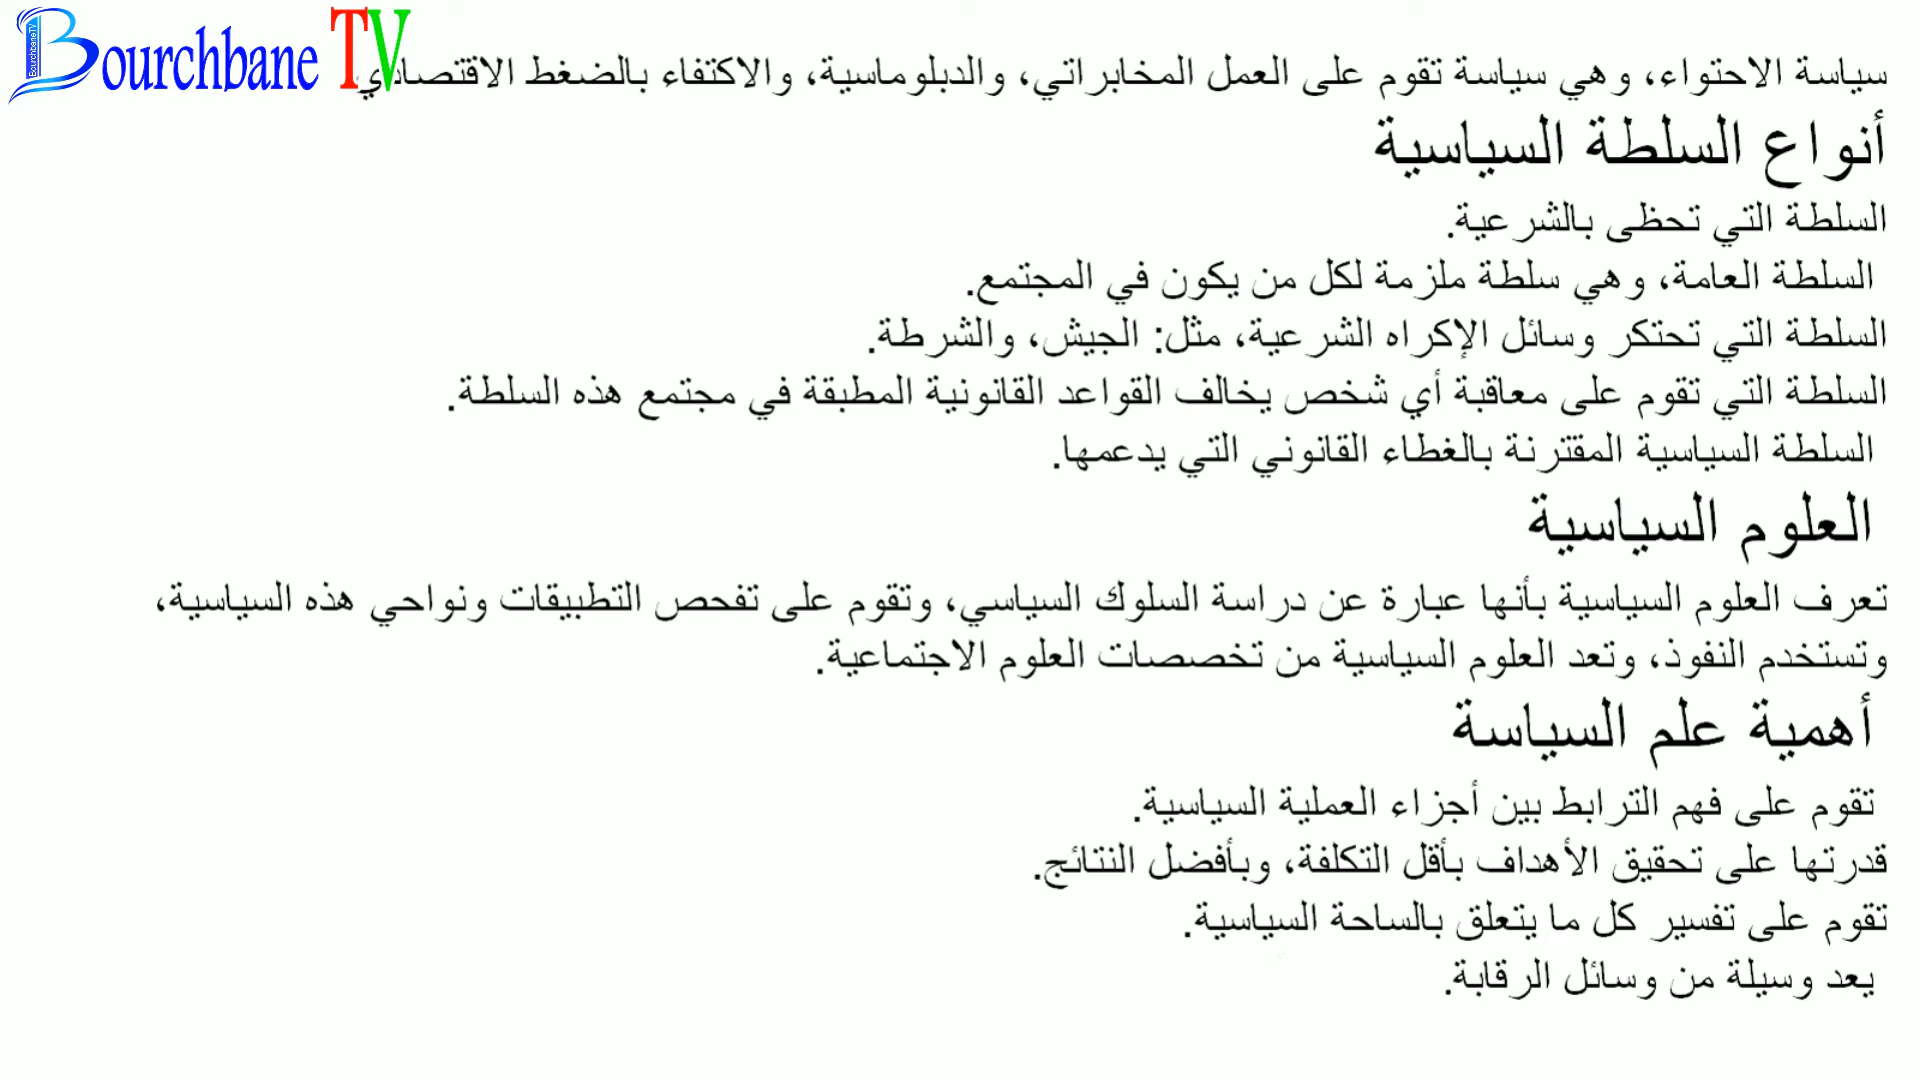 Bourchbane TV
BourchbaneTV
سياسة الاحتواء، وهي سياسة تقوم على العمل المخابراتي، والدبلوماسية، والاكتفاء بالضغط الاقتصادي.
أنواع السلطة السياسية
السلطة التي تحظى بالشرعية.
السلطة العامة، وهي سلطة ملزمة لكل من يكون في المجتمع.
السلطة التي تحتكر وسائل الإكراه الشرعية، مثل: الجيش، والشرطة.
السلطة التي تقوم على معاقبة أي شخص يخالف القواعد القانونية المطبقة في مجتمع هذه السلطة.
السلطة السياسية المقترنة بالغطاء القانوني التي يدعمها.
العلوم السياسية
تعرف العلوم السياسية بأنها عبارة عن دراسة السلوك السياسي، وتقوم على تفحص التطبيقات ونواحي هذه السياسية،
وتستخدم النفوذ، وتعد العلوم السياسية من تخصصات العلوم الاجتماعية.
أهمية علم السياسة
تقوم على فهم الترابط بين أجزاء العملية السياسية.
قدرتها على تحقيق الأهداف بأقل التكلفة، وبأفضل النتائج.
تقوم على تفسير كل ما يتعلق بالساحة السياسية.
يعد وسيلة من وسائل الرقابة.